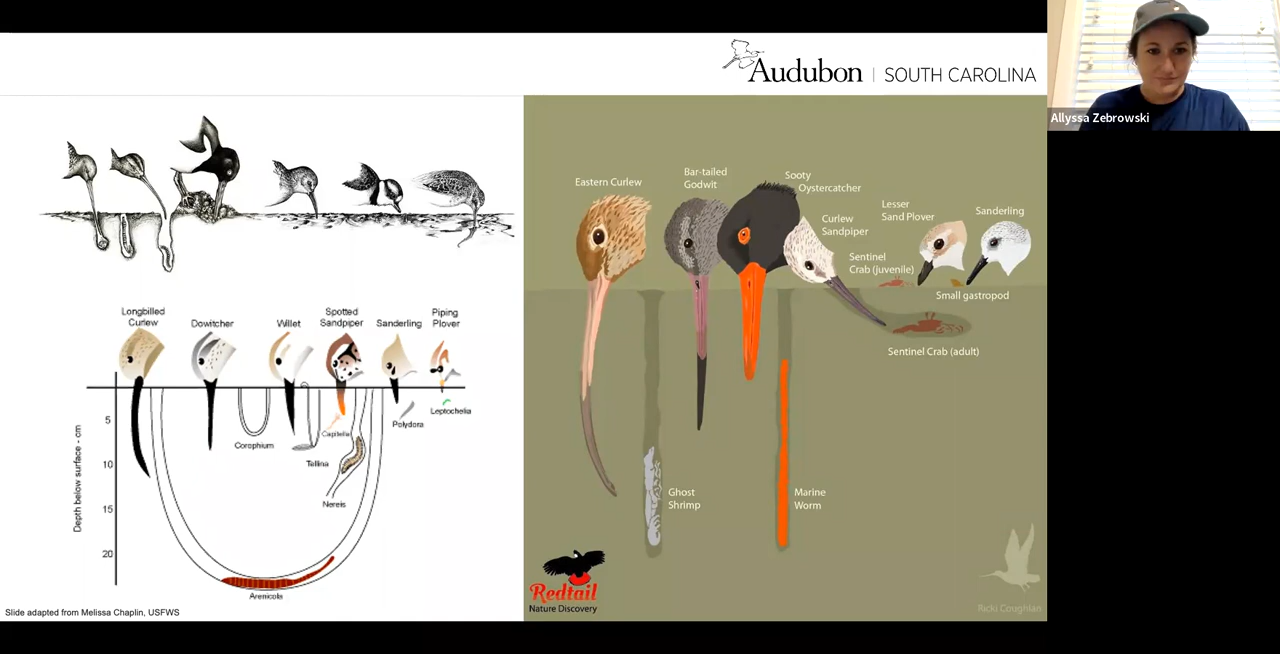 Audubon | SOUTH CAROLINA
Allyssa Zebrowski
Longbilled
Curlew
Dowitcher
Willet
Spotted
Sandpiper
Sanderling
Piping
Plover
Depth below surface - cm
5
10
15
20
Corophium
Capitella
Polydora
Leptochelia
Tellina
Nereis
Arenicola
Slide adapted from Melissa Chaplin, USFWS
Eastern Curlew
Bar-tailed
Godwit
Sooty
Oystercatcher
Curlew
Sandpiper
Lesser
Sand Plover
Sanderling
Sentinel
Crab (juvenile)
Small gastropod
Sentinel Crab (adult)
Ghost
Shrimp
Marine
Worm
Redtail
Nature Discovery
Ricki Coughlan